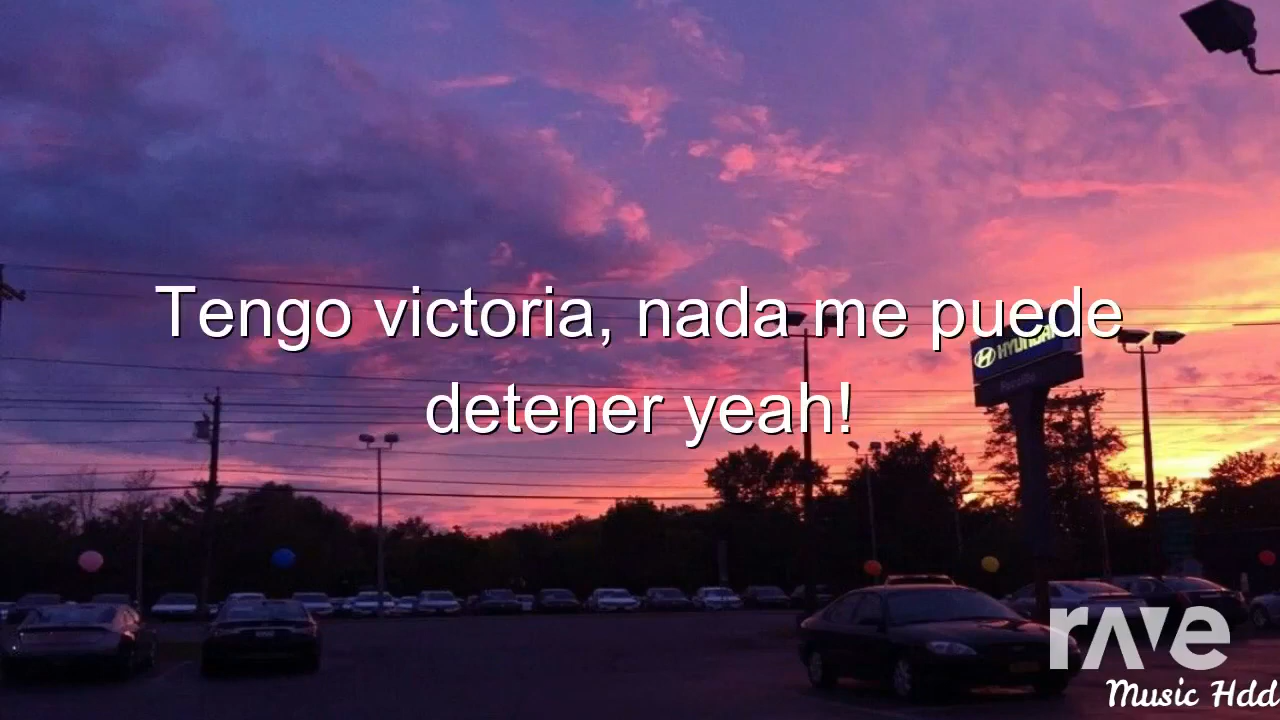 Tengo victoria, nada me puede
detener yeah!
HYUNDAI
rave
Music Hdd